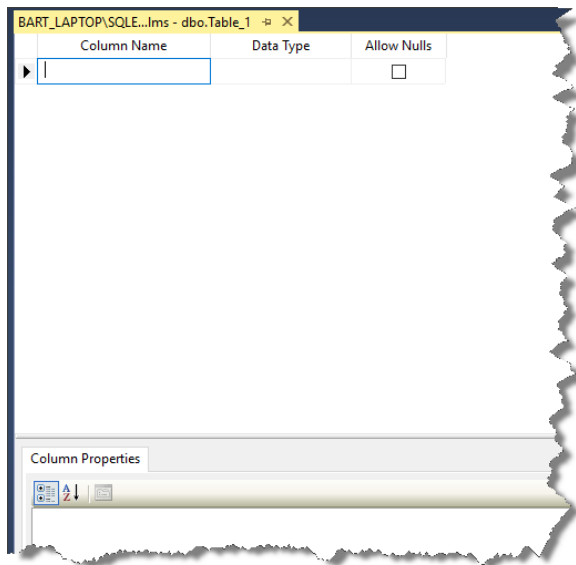 BART_LAPTOP\SQLE...lms - dbo.Table_1
Column Name Data Type Allow Nulls
Column Properties